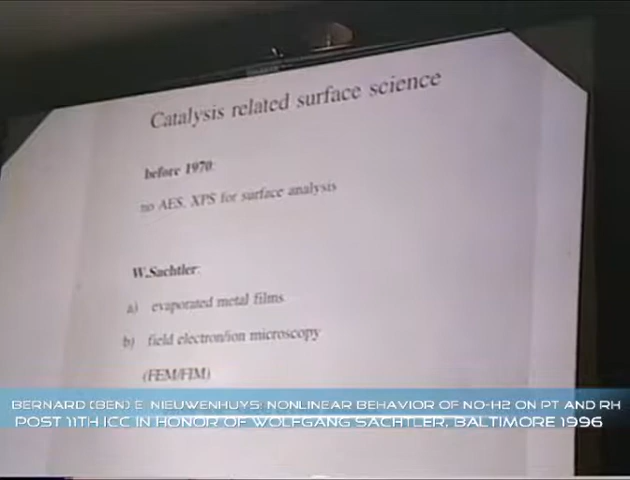 Catalysis related surface science
before 1970:
no AES, XPS for surface analysis
W.Sachtler:
a) evaporated metal films
b) field electron/ion microscopy
(FEM/FIM)
BERNARD (BEN) E. NIEUWENHUYS: NONLINEAR BEHAVIOR OF NO-H2 ON PT AND RH
POST 11TH ICC IN HONOR OF WOLFGANG SACHTLER, BALTIMORE 1996